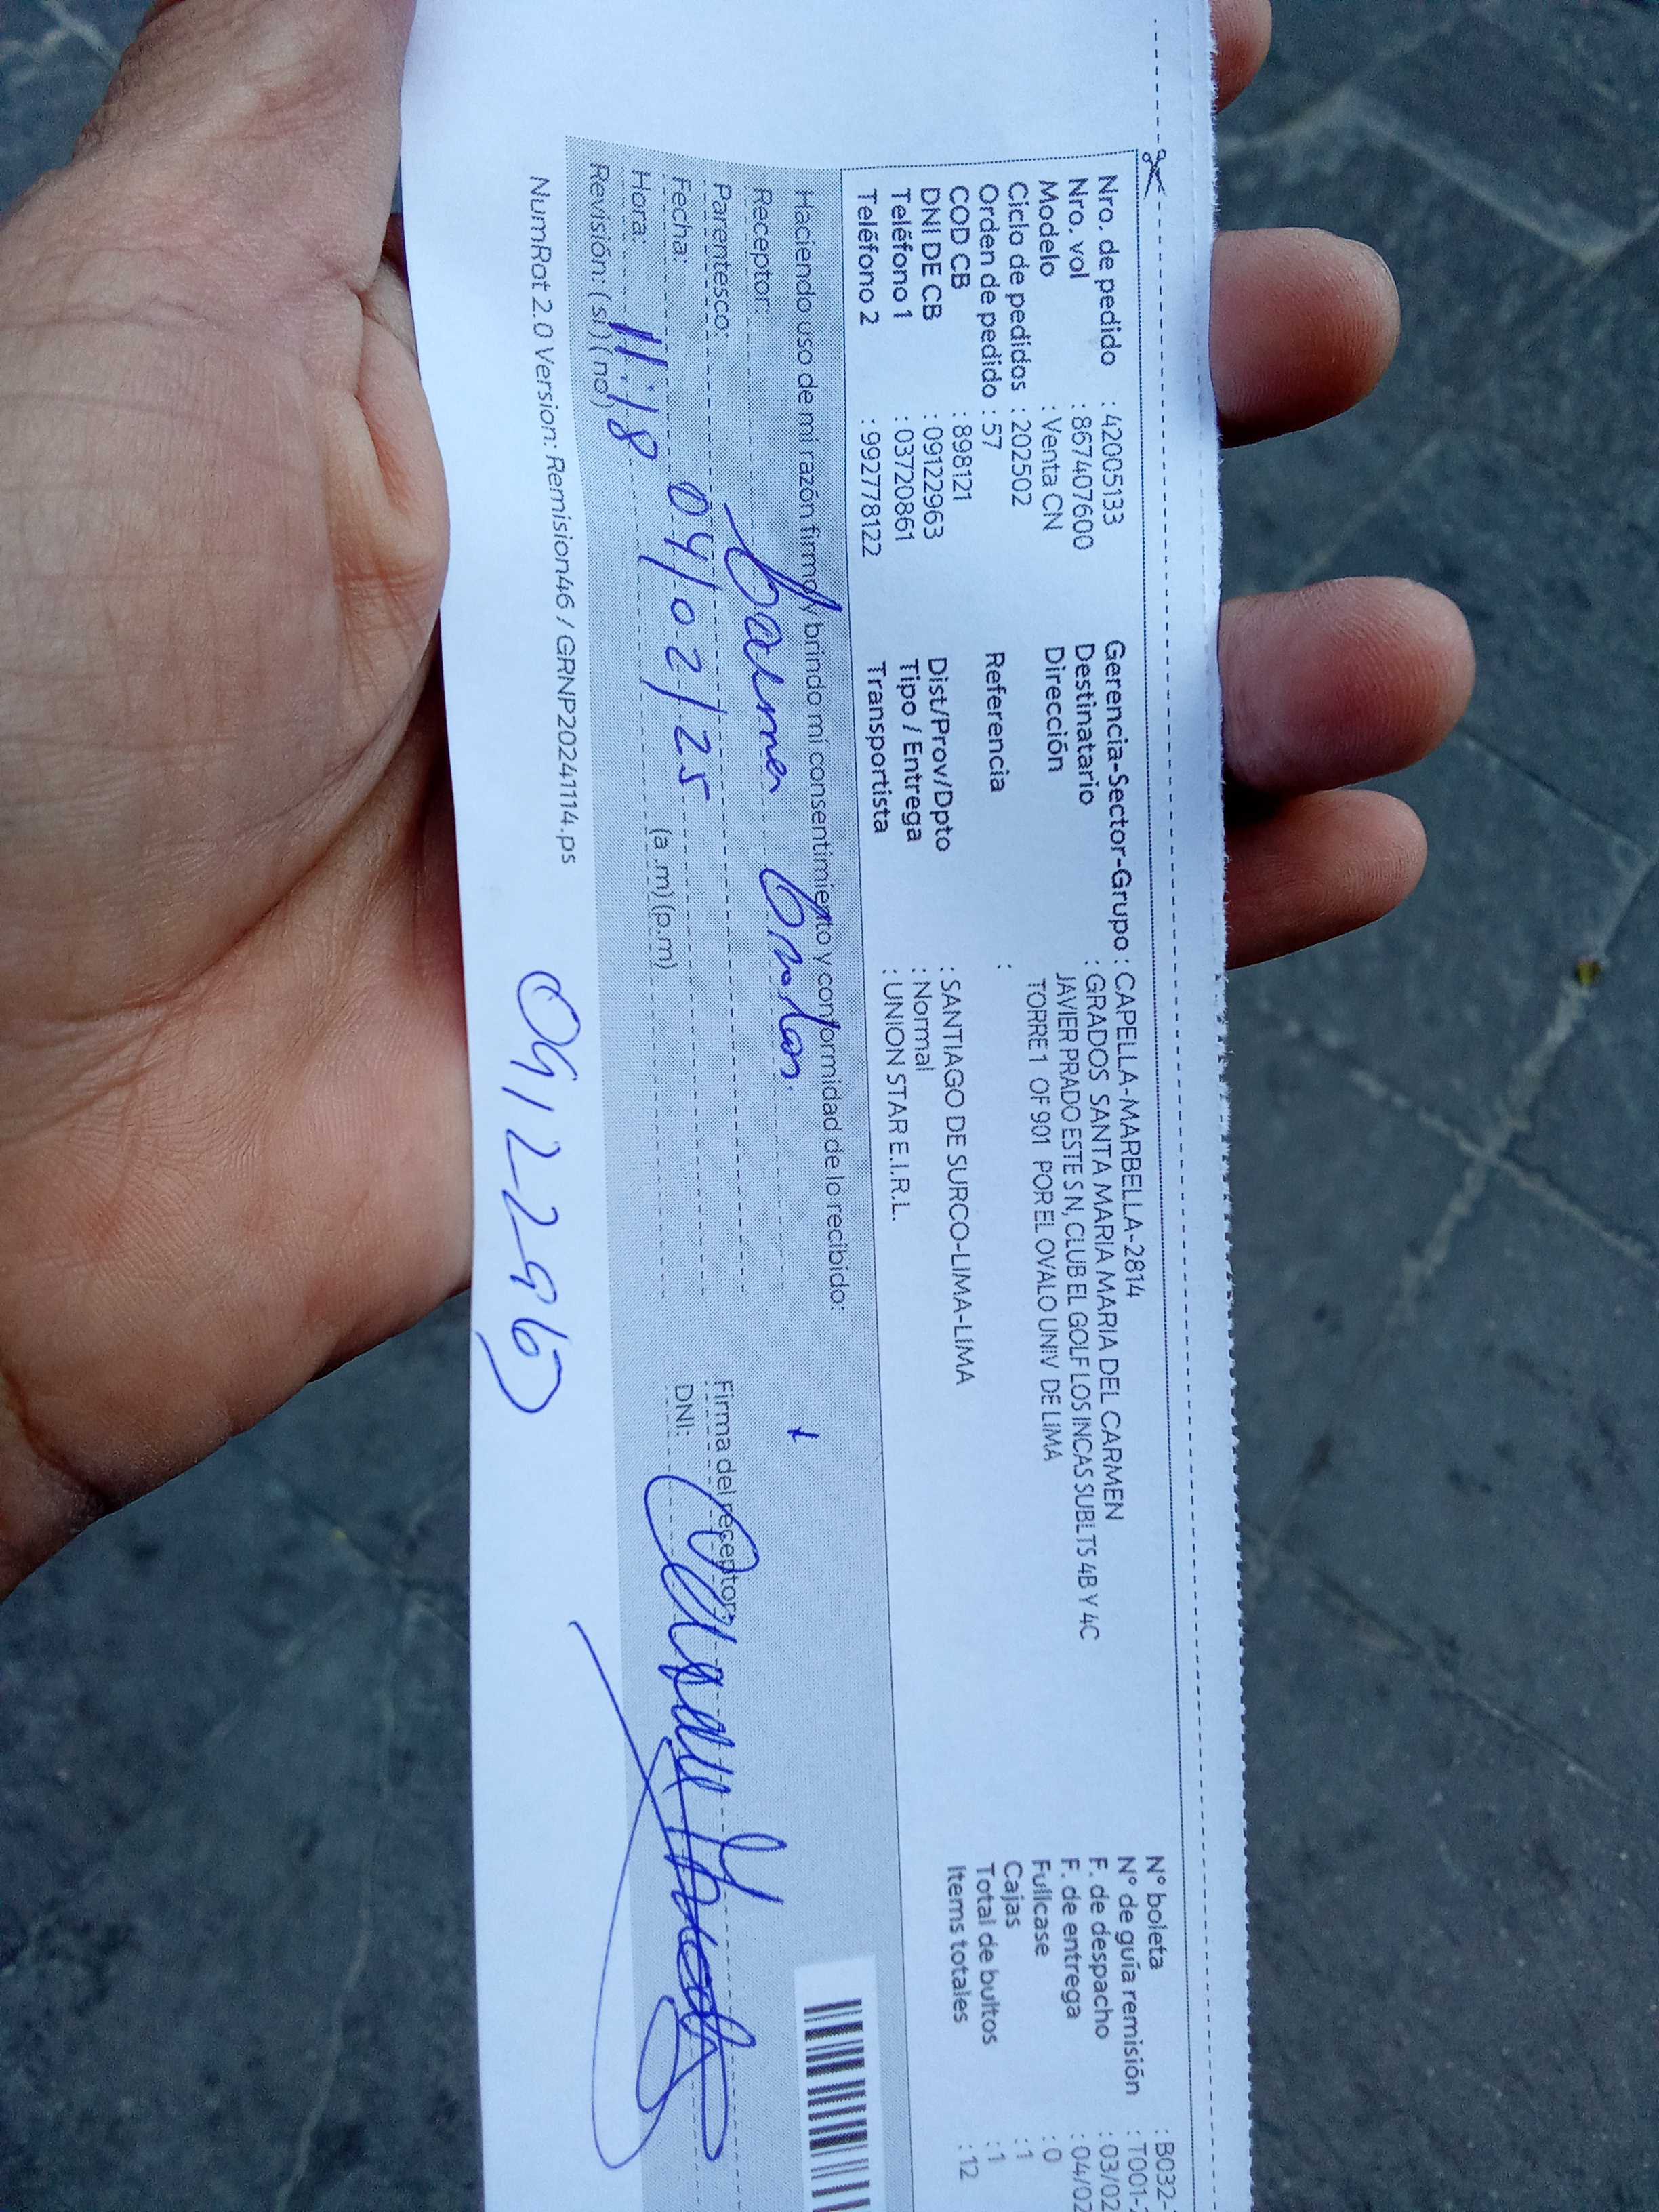 Nro. de pedido : 42005133
Nro. vol : 867407600
Modelo : Venta CN
Ciclo de pedidos : 202502
Orden de pedido : 57
COD CB : 898121
DNI DE CB : 09122963
Teléfono 1 : 03720861
Teléfono 2 : 992778122
Gerencia-Sector-Grupo : CAPELLA-MARBELLA-2814
Destinatario : GRADOS SANTA MARIA MARIA DEL CARMEN
Dirección : JAVIER PRADO ESTE S N, CLUB EL GOLF LOS INCAS SUBLTS 4B Y 4C
TORRE 1 OF 901 POR EL OVALO UNIV DE LIMA
Referencia :
Dist/Prov/Dpto : SANTIAGO DE SURCO-LIMA-LIMA
Tipo / Entrega : Normal
Transportista : UNION STAR E.I.R.L.
N° boleta : B032-
N° de guía remisión : T001-
F. de despacho : 03/02
F. de entrega : 04/02
Fullcase : 0
Cajas : 1
Total de bultos : 1
Items totales : 12
Haciendo uso de mi razón firmo y brindo mi consentimiento y conformidad de lo recibido:
Receptor: Carmen Grados
Parentesco:
Fecha: 04/02/25
Hora: 11:18 (a.m) (p.m)
Revisión: (si) (no)
Firma del receptor:
DNI:
NumRot 2.0 Version: Remision46 / GRNP20241114.ps
0912296